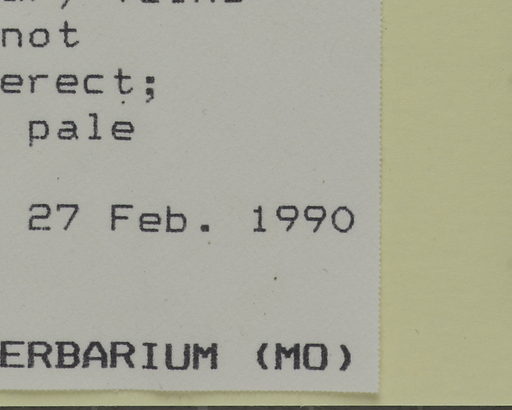 not
erect;
pale
27 Feb. 1990
ERBARIUM (MO)